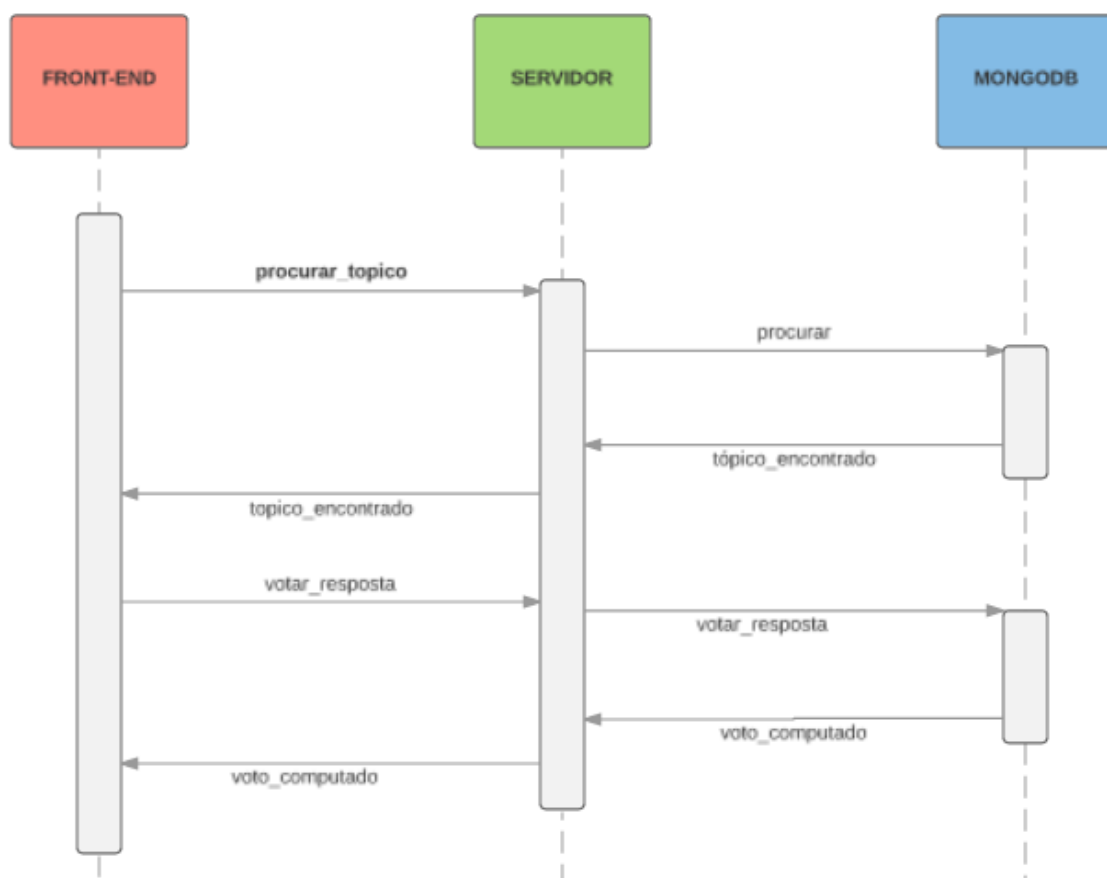 FRONT-END
SERVIDOR
MONGODB
procurar_topico
procurar
tópico_encontrado
topico_encontrado
votar_resposta
votar_resposta
voto_computado
voto_computado